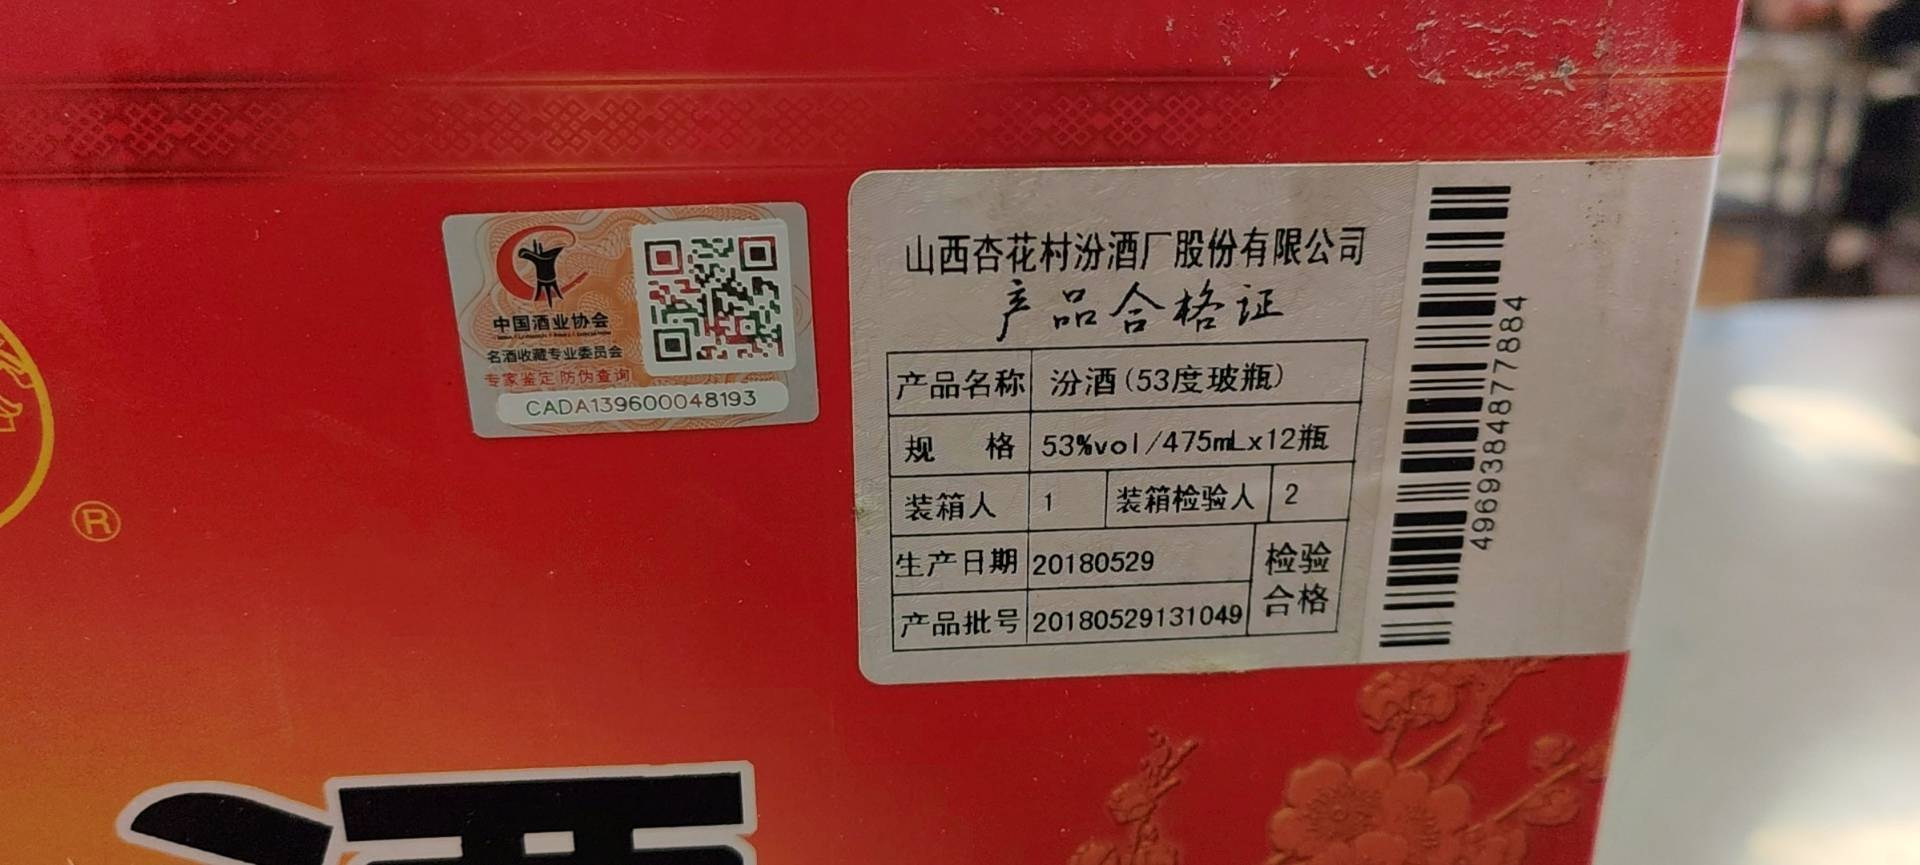 中国酒业协会
名酒收藏专业委员会
专家鉴定 防伪查询
CADA139600048193
®
山西杏花村汾酒厂股份有限公司
产品合格证
产品名称 汾酒(53度玻瓶)
规 格 53%vol/475mLx12瓶
装箱人 1 装箱检验人 2
生产日期 20180529
检验合格
产品批号 20180529131049
4969384877884
酒